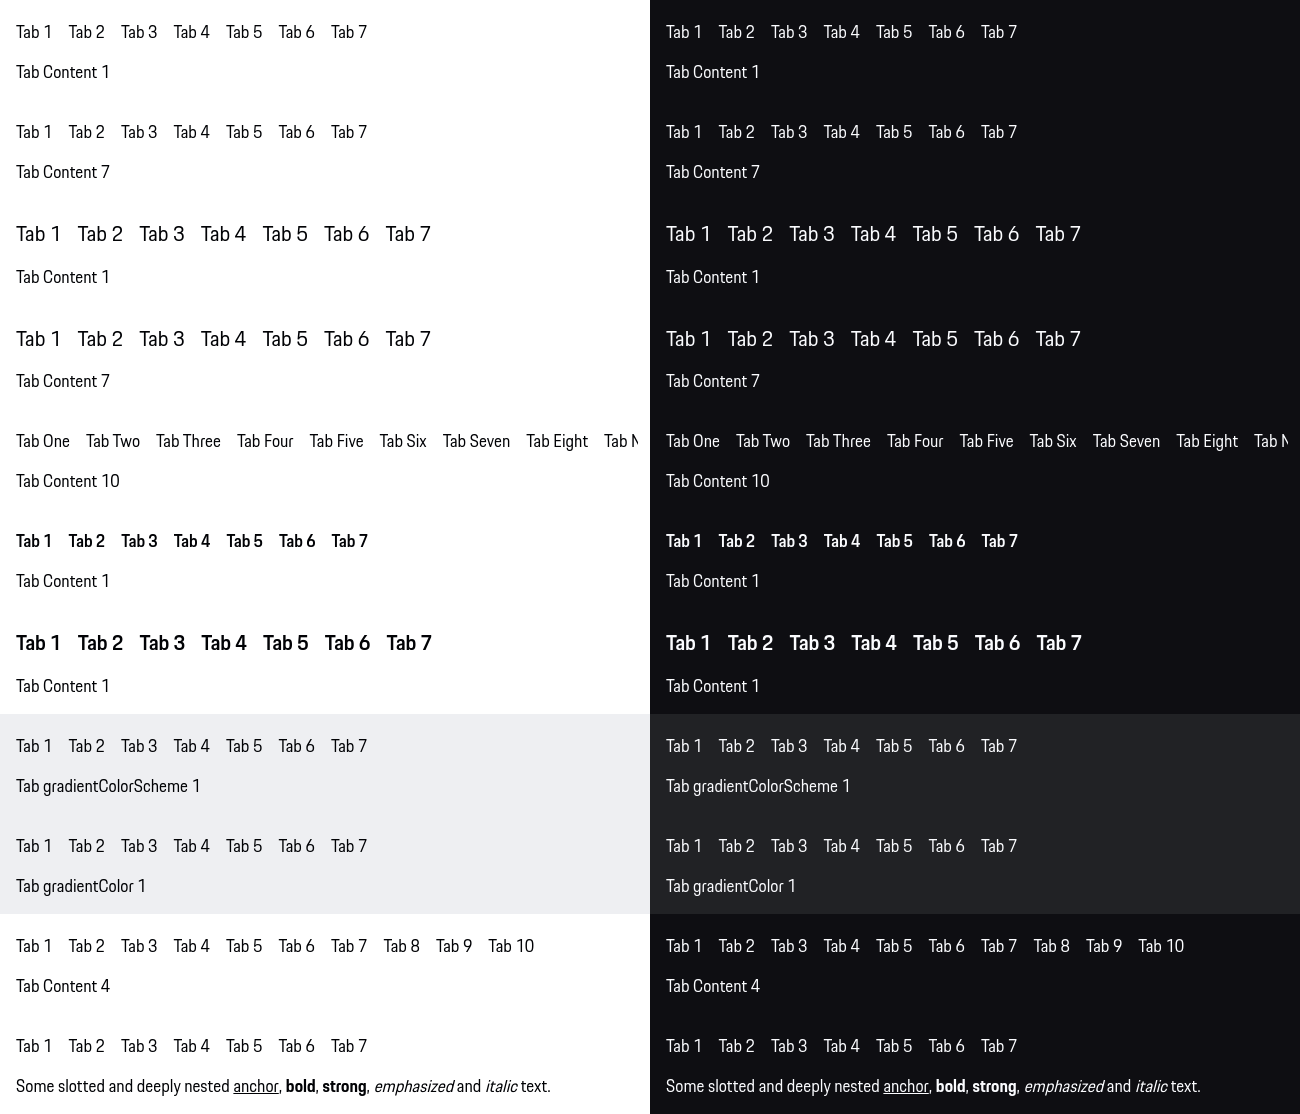 Tab 1 Tab 2 Tab 3 Tab 4 Tab 5 Tab 6 Tab 7
Tab Content 1
Tab 1 Tab 2 Tab 3 Tab 4 Tab 5 Tab 6 Tab 7
Tab Content 7
Tab 1 Tab 2 Tab 3 Tab 4 Tab 5 Tab 6 Tab 7
Tab Content 1
Tab 1 Tab 2 Tab 3 Tab 4 Tab 5 Tab 6 Tab 7
Tab Content 7
Tab One Tab Two Tab Three Tab Four Tab Five Tab Six Tab Seven Tab Eight Tab
Tab Content 10
Tab 1 Tab 2 Tab 3 Tab 4 Tab 5 Tab 6 Tab 7
Tab Content 1
Tab 1 Tab 2 Tab 3 Tab 4 Tab 5 Tab 6 Tab 7
Tab Content 1
Tab 1 Tab 2 Tab 3 Tab 4 Tab 5 Tab 6 Tab 7
Tab gradientColorScheme 1
Tab 1 Tab 2 Tab 3 Tab 4 Tab 5 Tab 6 Tab 7
Tab gradientColor 1
Tab 1 Tab 2 Tab 3 Tab 4 Tab 5 Tab 6 Tab 7 Tab 8 Tab 9 Tab 10
Tab Content 4
Tab 1 Tab 2 Tab 3 Tab 4 Tab 5 Tab 6 Tab 7
Some slotted and deeply nested anchor, bold, strong, emphasized and italic text.
Tab 1 Tab 2 Tab 3 Tab 4 Tab 5 Tab 6 Tab 7
Tab Content 1
Tab 1 Tab 2 Tab 3 Tab 4 Tab 5 Tab 6 Tab 7
Tab Content 7
Tab 1 Tab 2 Tab 3 Tab 4 Tab 5 Tab 6 Tab 7
Tab Content 1
Tab 1 Tab 2 Tab 3 Tab 4 Tab 5 Tab 6 Tab 7
Tab Content 7
Tab One Tab Two Tab Three Tab Four Tab Five Tab Six Tab Seven Tab Eight Tab
Tab Content 10
Tab 1 Tab 2 Tab 3 Tab 4 Tab 5 Tab 6 Tab 7
Tab Content 1
Tab 1 Tab 2 Tab 3 Tab 4 Tab 5 Tab 6 Tab 7
Tab Content 1
Tab 1 Tab 2 Tab 3 Tab 4 Tab 5 Tab 6 Tab 7
Tab gradientColorScheme 1
Tab 1 Tab 2 Tab 3 Tab 4 Tab 5 Tab 6 Tab 7
Tab gradientColor 1
Tab 1 Tab 2 Tab 3 Tab 4 Tab 5 Tab 6 Tab 7 Tab 8 Tab 9 Tab 10
Tab Content 4
Tab 1 Tab 2 Tab 3 Tab 4 Tab 5 Tab 6 Tab 7
Some slotted and deeply nested anchor, bold, strong, emphasized and italic text.